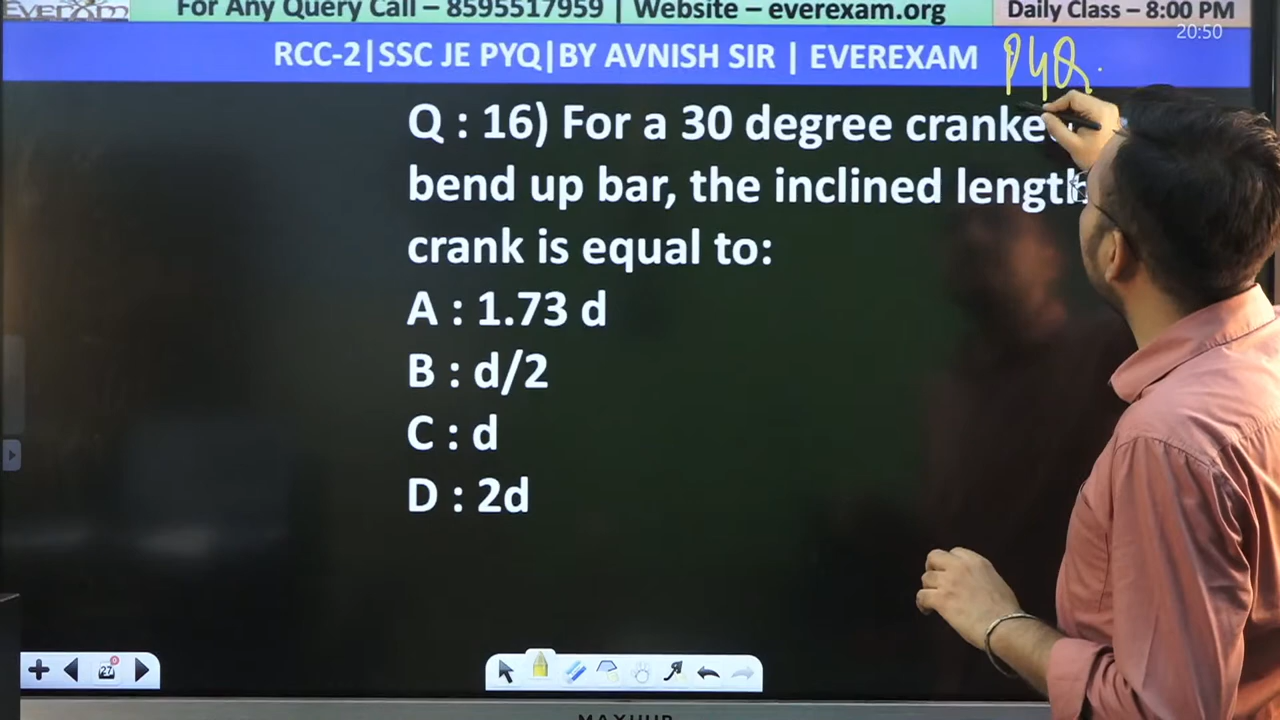 For Any Query Call – 8595517959 | Website – everexam.org
Daily Class – 8:00 PM
20:50
RCC-2|SSC JE PYQ|BY AVNISH SIR | EVEREXAM
PYQ.
Q : 16) For a 30 degree cranke
bend up bar, the inclined length
crank is equal to:
A : 1.73 d
B : d/2
C : d
D : 2d
27